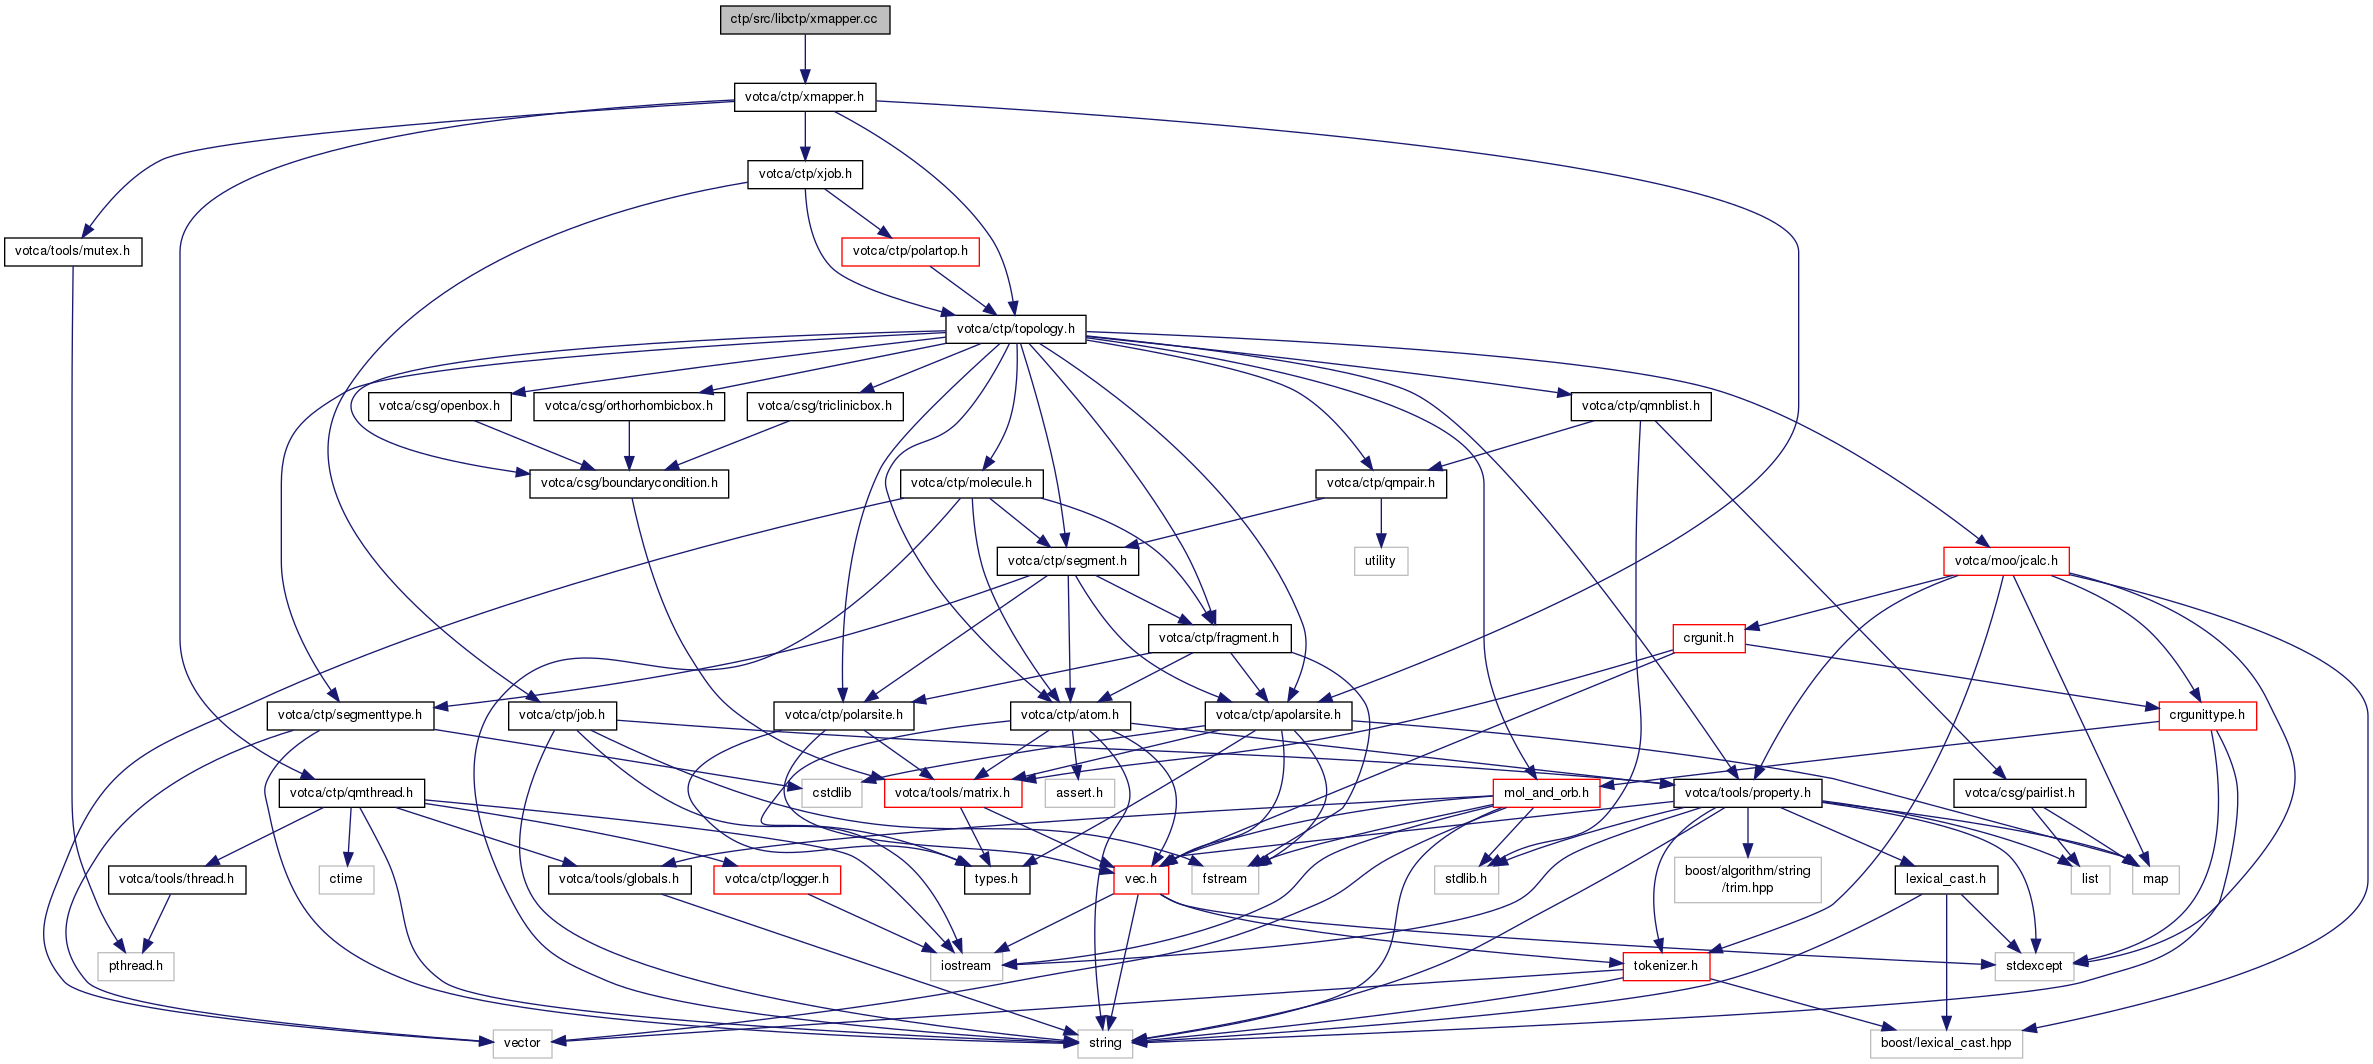 ctp/src/libctp/xmapper.cc
votca/ctp/xmapper.h
votca/ctp/xjob.h
votca/tools/mutex.h
votca/ctp/polartop.h
votca/ctp/topology.h
votca/csg/openbox.h
votca/csg/orthorhombicbox.h
votca/csg/triclinicbox.h
votca/ctp/qmnblist.h
votca/csg/boundarycondition.h
votca/ctp/molecule.h
votca/ctp/qmpair.h
votca/ctp/segment.h
utility
votca/moo/jcalc.h
votca/ctp/fragment.h
crgunit.h
votca/ctp/segmenttype.h
votca/ctp/job.h
votca/ctp/polarsite.h
votca/ctp/atom.h
votca/ctp/apolarsite.h
crgunittype.h
votca/ctp/qmthread.h
cstdlib
votca/tools/matrix.h
assert.h
mol_and_orb.h
votca/tools/property.h
votca/csg/pairlist.h
votca/tools/thread.h
ctime
votca/tools/globals.h
votca/ctp/logger.h
types.h
vec.h
fstream
stdlib.h
boost/algorithm/string
/trim.hpp
lexical_cast.h
list
map
pthread.h
iostream
tokenizer.h
stdexcept
vector
string
boost/lexical_cast.hpp